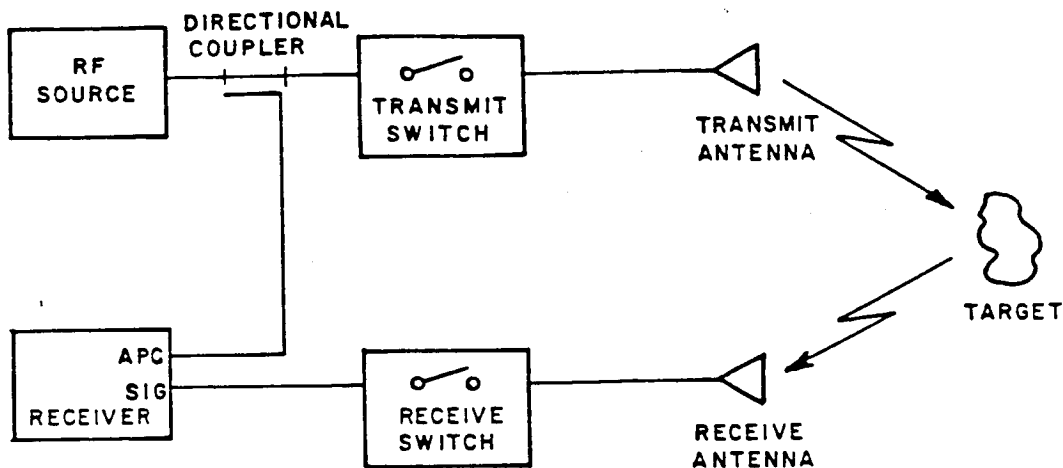 DIRECTIONAL
COUPLER
RF
SOURCE
TRANSMIT
SWITCH
TRANSMIT
ANTENNA
TARGET
APC
SIG
RECEIVER
RECEIVE
SWITCH
RECEIVE
ANTENNA